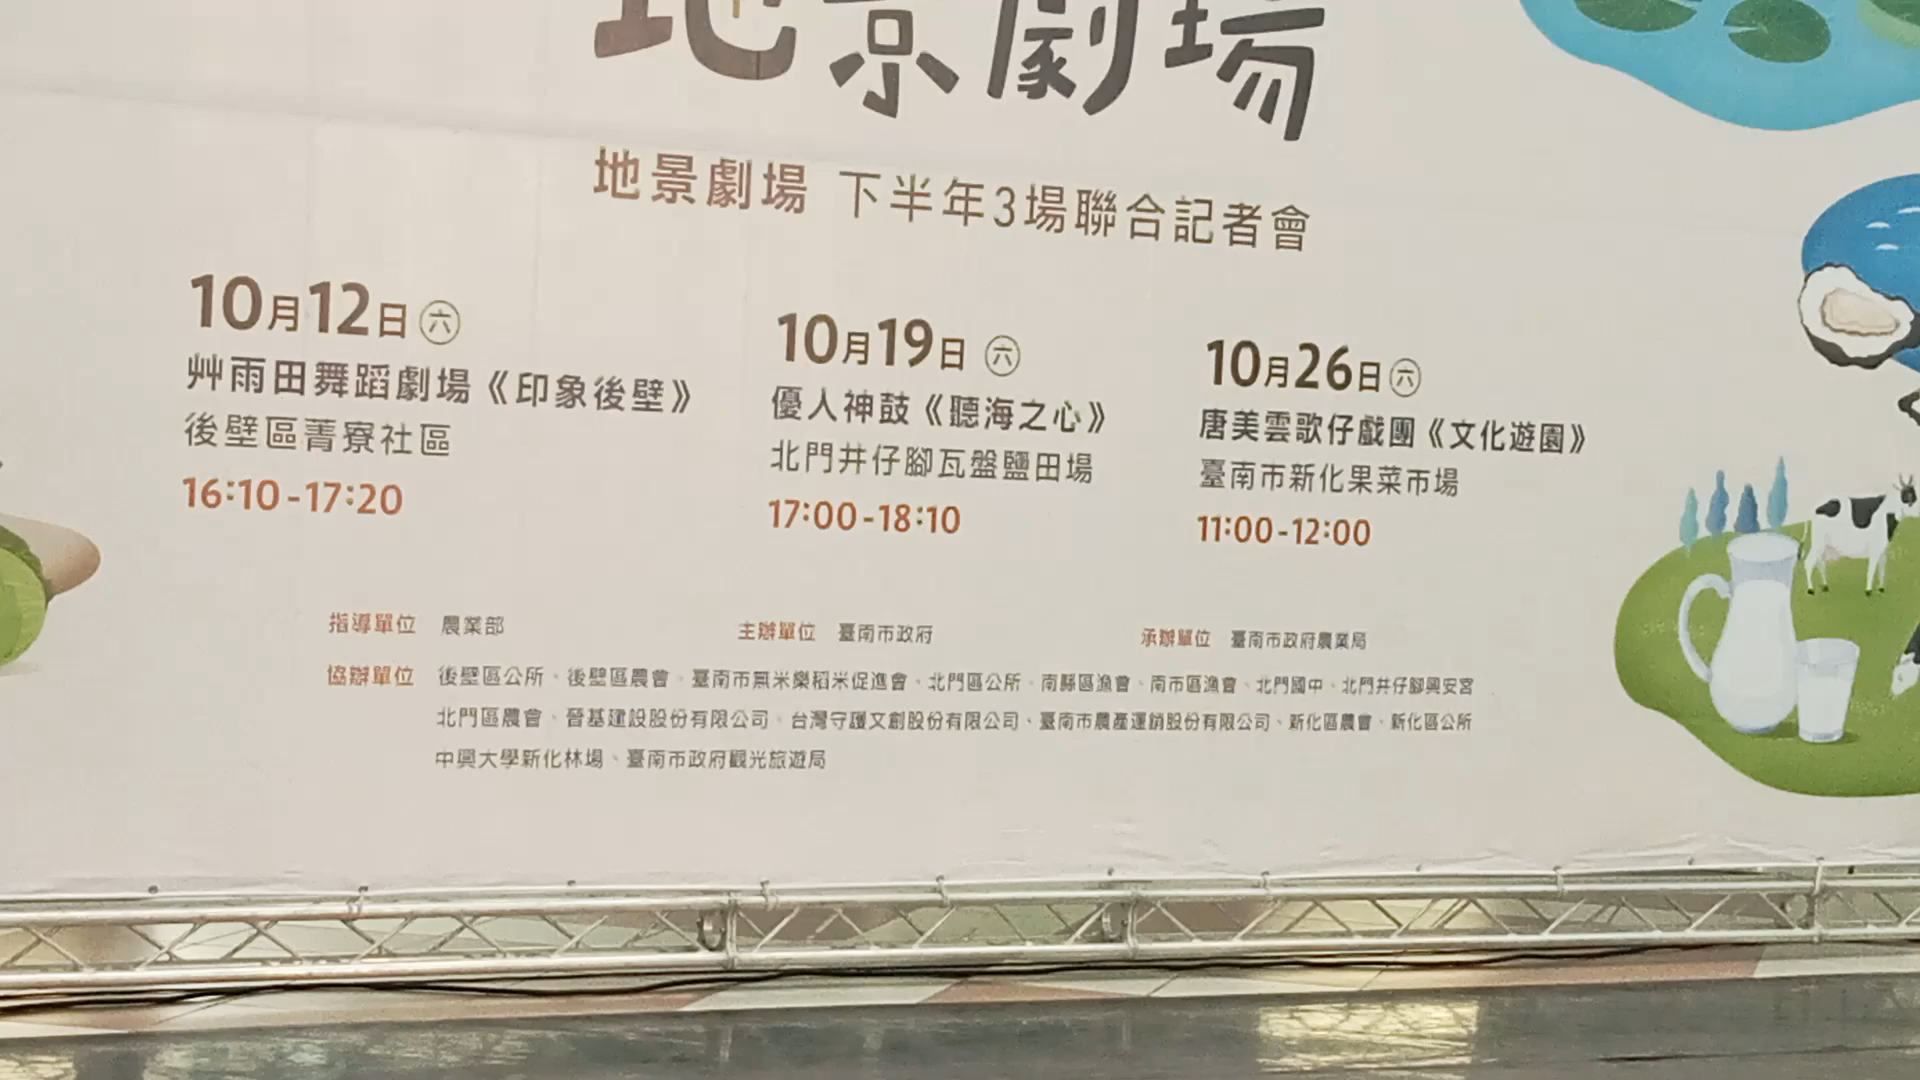 地景劇場
地景劇場 下半年3場聯合記者會
10月12日㊅
艸雨田舞蹈劇場《印象後壁》
後壁區菁寮社區
16:10-17:20
10月19日㊅
優人神鼓《聽海之心》
北門井仔腳瓦盤鹽田場
17:00-18:10
10月26日㊅
唐美雲歌仔戲團《文化遊園》
臺南市新化果菜市場
11:00-12:00
指導單位 農業部 主辦單位 臺南市政府 承辦單位 臺南市政府農業局
協辦單位 後壁區公所、後壁區農會、臺南市無米樂稻米促進會、北門區公所、南縣區漁會、南市區漁會、北門國中、北門井仔腳興安宮
北門區農會、晉基建設股份有限公司、台灣守護文創股份有限公司、臺南市農產運銷股份有限公司、新化區農會、新化區公所
中興大學新化林場、臺南市政府觀光旅遊局